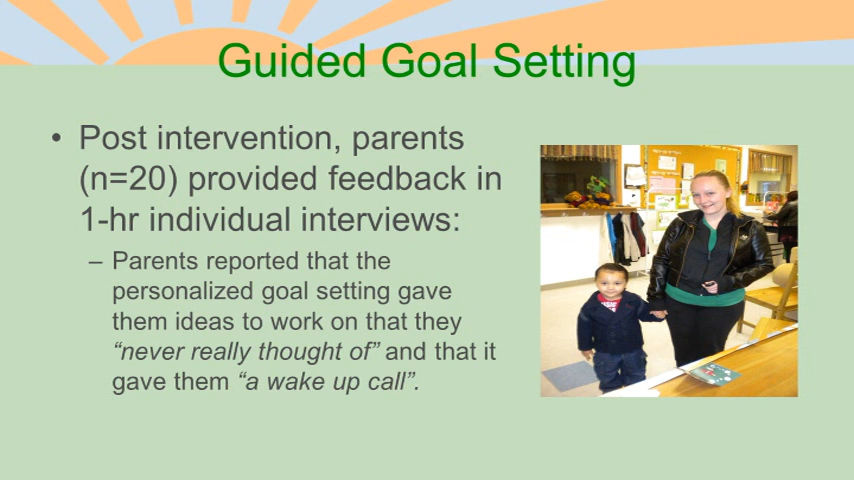 Guided Goal Setting
• Post intervention, parents
(n=20) provided feedback in
1-hr individual interviews:
– Parents reported that the
personalized goal setting gave
them ideas to work on that they
“never really thought of” and that it
gave them “a wake up call”.